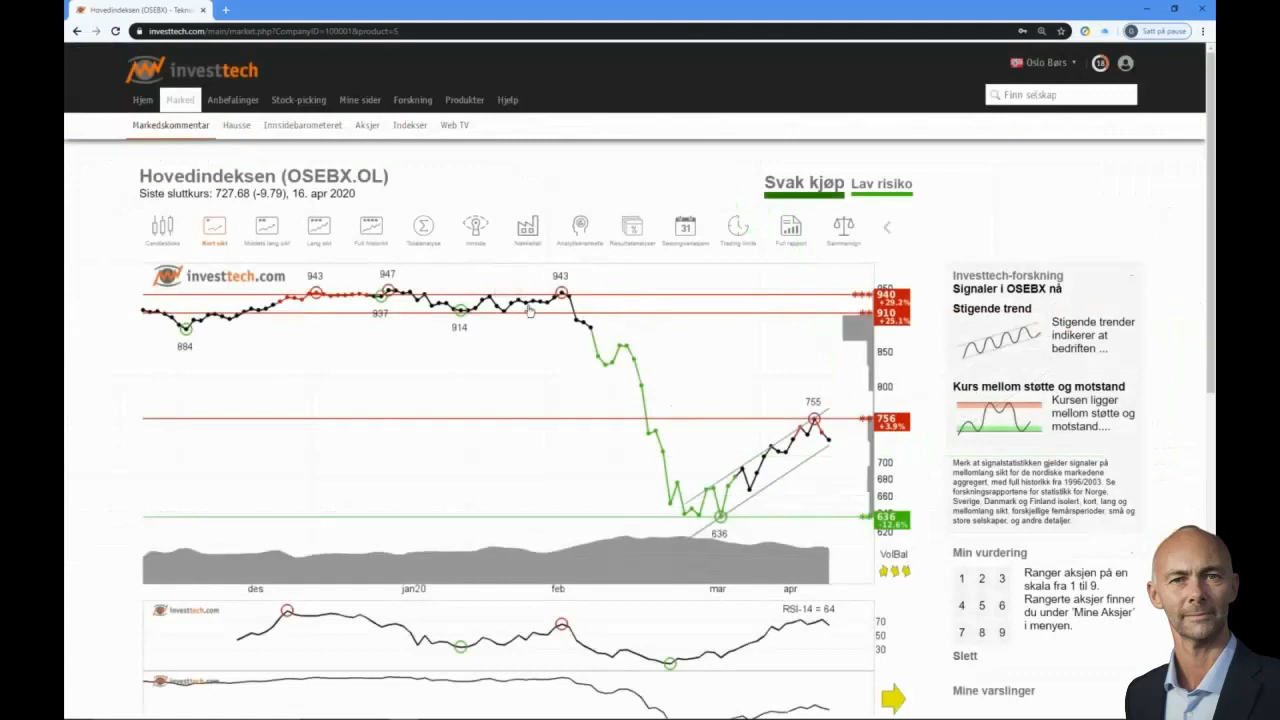 Hovedindeksen (OSEBX) - Teknis
investtech.com/main/market.php?CompanyID=100001&product=5
Søtt på pause
investtech
Oslo Børs
18
Hjem Marked Anbefalinger Stock-picking Mine sider Forskning Produkter Hjelp
Finn selskap
Markedskommentar Hausse Innsidebarometeret Aksjer Indekser Web TV
Hovedindeksen (OSEBX.OL)
Siste sluttkurs: 727.68 (-9.79), 16. apr 2020
Svak kjøp Lav risiko
31
Candlesticks Kort sikt Middels lang sikt Lang sikt Full historikk Totalanalyse Innside Nøkkeltall Analytikerstoffe Resultatanalyser Sesongvariasjoner Trading limits Full rapport Sammenlign
investtech.com
943
947
943
937
914
884
755
636
950
940
+29.2%
910
+25.1%
850
800
756
+3.9%
700
680
660
636
-12.6%
620
VolBal
des jan20 feb mar apr
investtech.com
RSI-14 = 64
70
50
30
investtech.com
Investtech-forskning
Signaler i OSEBX nå
Stigende trend
Stigende trender
indikerer at
bedriften ...
Kurs mellom støtte og motstand
Kursen ligger
mellom støtte og
motstand....
Merk at signalstatistikken gjelder signaler på
mellomlang sikt for de nordiske markedene
aggregert, med full historikk fra 1996/2003. Se
forskningsrapportene for statistikk for Norge,
Sverige, Danmark og Finland isolert, kort, lang og
mellomlang sikt, forskjellige femårsperioder, små og
store selskaper, og andre detaljer.
Min vurdering
1 2 3
4 5 6
7 8 9
Ranger aksjen på en
skala fra 1 til 9.
Rangerte aksjer finner
du under 'Mine Aksjer'
i menyen.
Slett
Mine varslinger